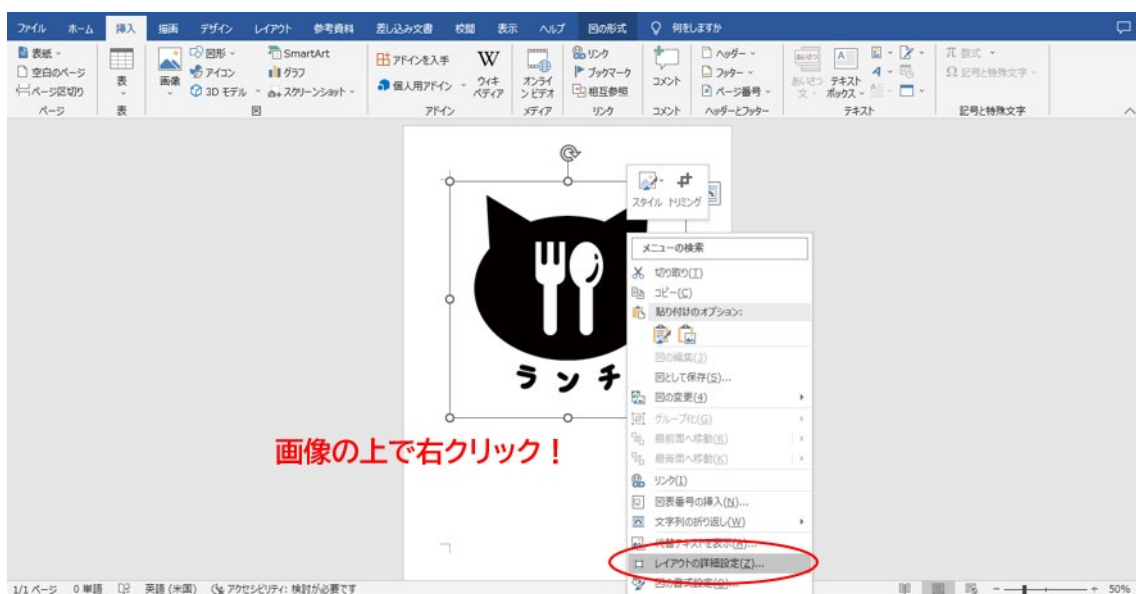 ファイル ホーム 挿入 描画 デザイン レイアウト 参考資料 差し込み文書 校閲 表示 ヘルプ 図の形式 何をしますか
表紙
空白のページ
ページ区切り
ページ
表
表
画像
図形
アイコン
3D モデル
SmartArt
グラフ
スクリーンショット
図
アドインを入手
個人用アドイン
W
ウィキ
ペディア
アドイン
オンライ
ン ビデオ
メディア
リンク
ブックマーク
相互参照
リンク
コメント
コメント
ヘッダー
フッター
ページ番号
ヘッダーとフッター
あいさつ
文
A
テキスト
ボックス
テキスト
π 数式
Ω 記号と特殊文字
記号と特殊文字
スタイル トリミング
メニューの検索
切り取り(T)
コピー(C)
貼り付けのオプション:
図の編集(J)
図として保存(S)...
図の変更(4)
グループ化(G)
最前面へ移動(R)
最背面へ移動(K)
リンク(I)
図表番号の挿入(N)...
文字列の折り返し(W)
代替テキストを表示(A)...
レイアウトの詳細設定(Z)...
図の書式設定(O)...
ランチ
画像の上で右クリック！
1/1 ページ 0 単語 英語 (米国) アクセシビリティ: 検討が必要です 50%